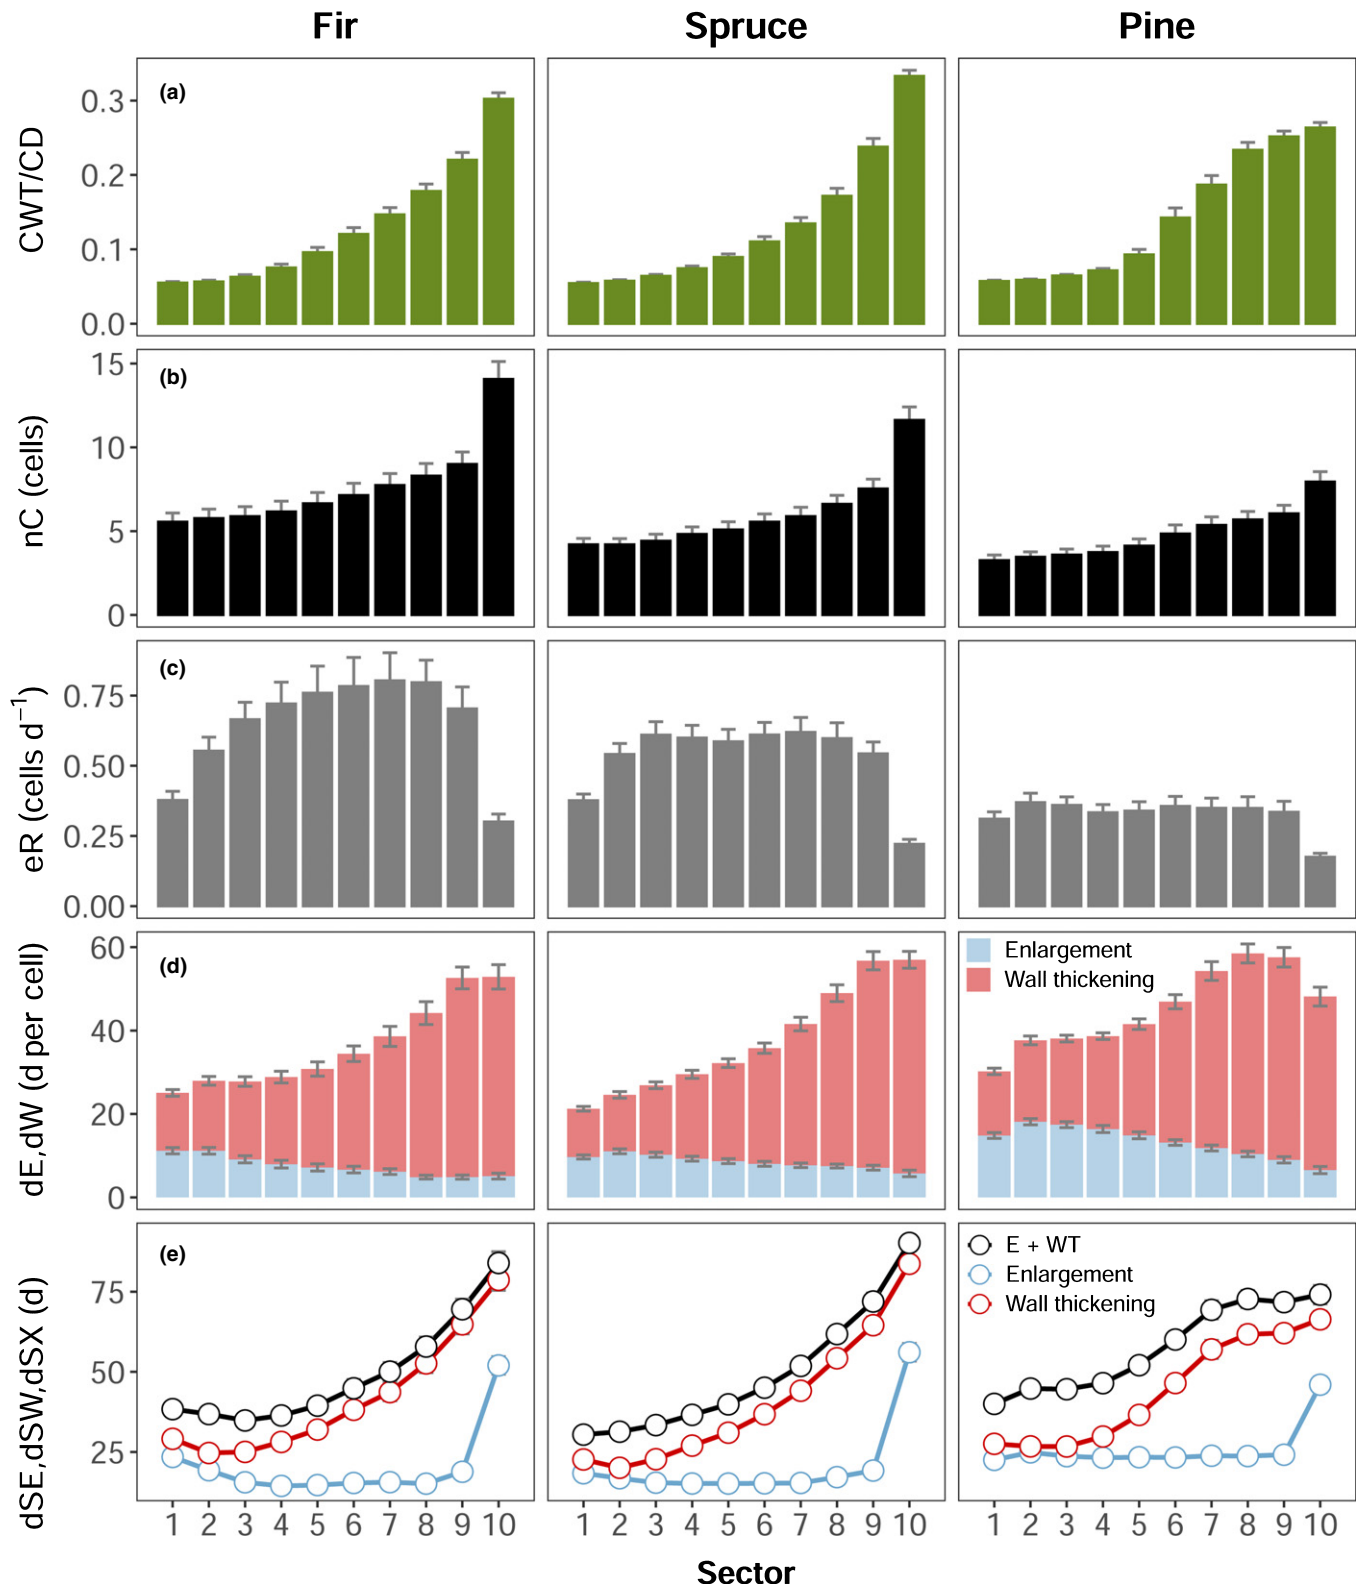 Fir Spruce Pine
CWT/CD
(a)
0.3
0.2
0.1
0.0
nC (cells)
(b)
15
10
5
0
eR (cells d⁻¹)
(c)
0.75
0.50
0.25
0.00
dE,dW (d per cell)
(d)
60
40
20
0
Enlargement
Wall thickening
dSE,dSW,dSX (d)
(e)
75
50
25
E + WT
Enlargement
Wall thickening
1 2 3 4 5 6 7 8 9 10 1 2 3 4 5 6 7 8 9 10 1 2 3 4 5 6 7 8 9 10
Sector